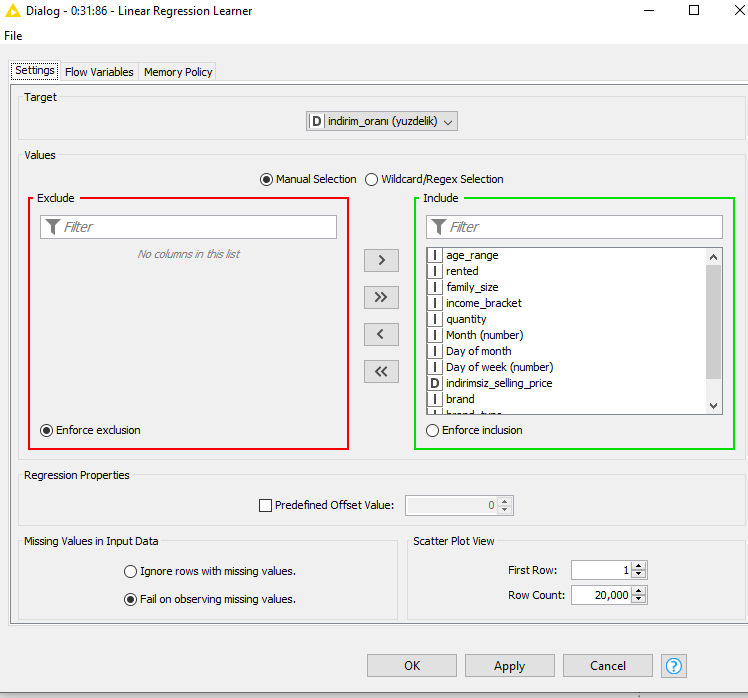 Dialog - 0:31:86 - Linear Regression Learner
File
Settings Flow Variables Memory Policy
Target
D indirim_oranı (yuzdelik)
Values
Manual Selection Wildcard/Regex Selection
Exclude
Filter
No columns in this list
Enforce exclusion
>
>>
<
<<
Include
Filter
I age_range
I rented
I family_size
I income_bracket
I quantity
I Month (number)
I Day of month
I Day of week (number)
D indirimsiz_selling_price
I brand
I brand_type
Enforce inclusion
Regression Properties
Predefined Offset Value: 0
Missing Values in Input Data
Ignore rows with missing values.
Fail on observing missing values.
Scatter Plot View
First Row: 1
Row Count: 20,000
OK Apply Cancel ?